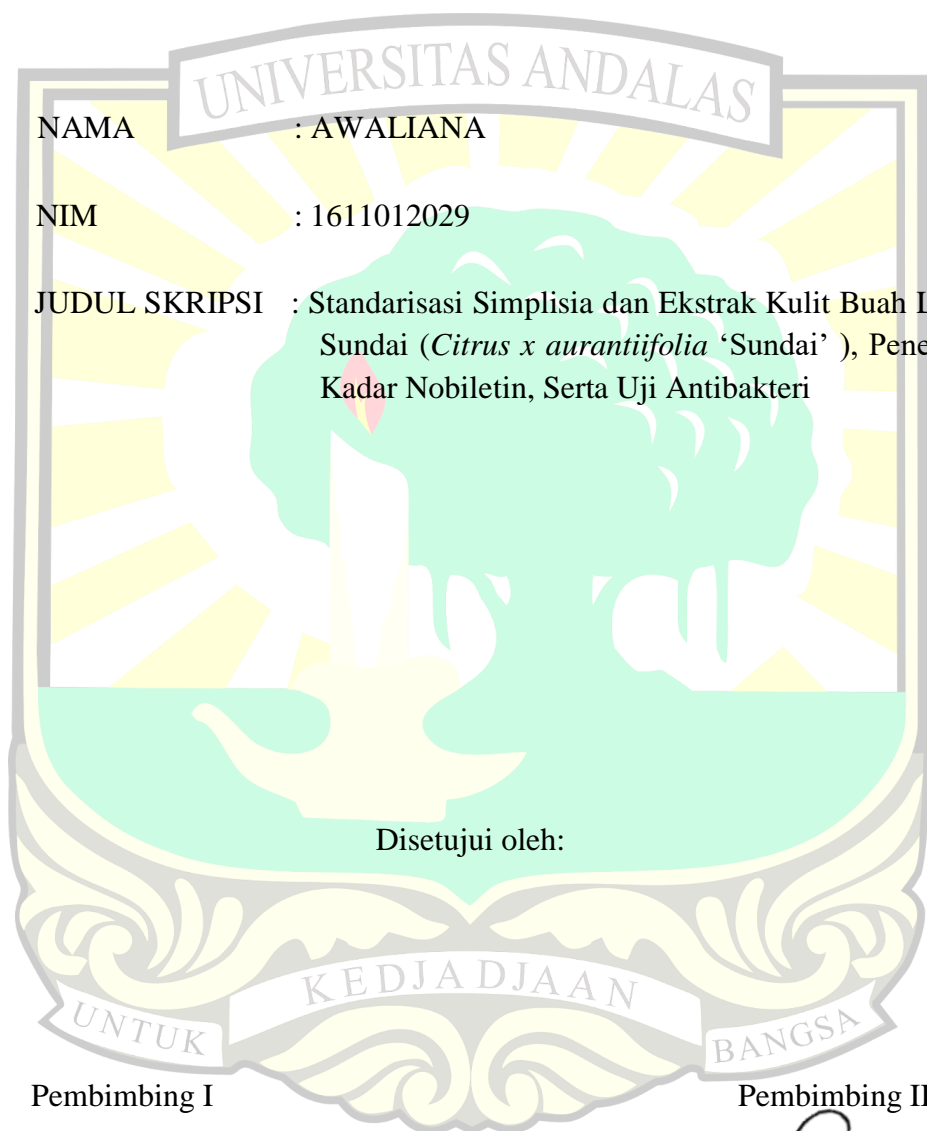 UNIVERSITAS ANDALAS
NAMA : AWALIANA
NIM : 1611012029
JUDUL SKRIPSI : Standarisasi Simplisia dan Ekstrak Kulit Buah
Sundai (Citrus x aurantiifolia ‘Sundai’ ),
Kadar Nobiletin, Serta Uji Antibakteri
Disetujui oleh:
UNTUK KEDJADJAAN BANGSA
Pembimbing I Pembimbing II